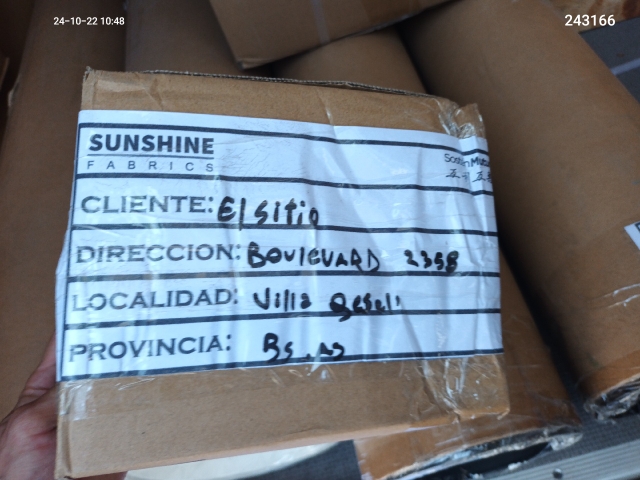 24-10-22 10:48
243166
SUNSHINE
FABRICS
CLIENTE: El sitio
DIRECCION: BOULEVARD 2358
LOCALIDAD: Villa Gesell
PROVINCIA: Bs. as